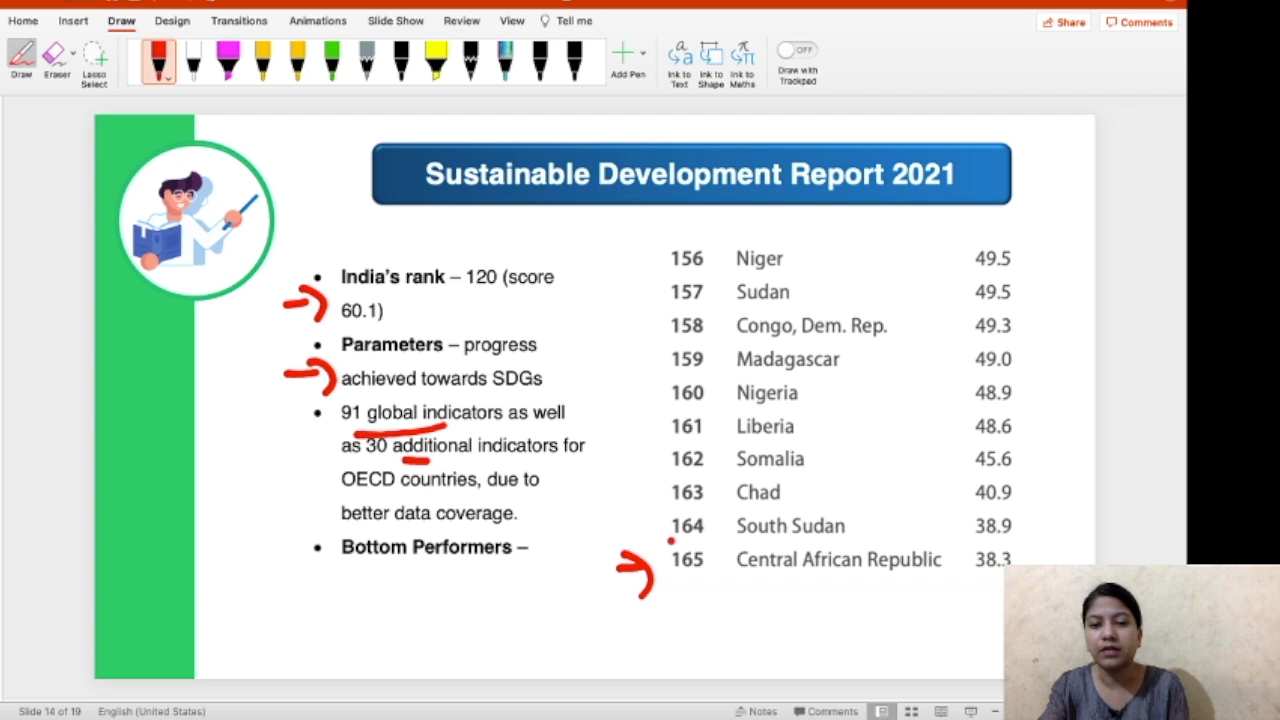 Home Insert Draw Design Transitions Animations Slide Show Review View Tell me Share Comments
Draw Eraser Lasso Select Add Pen Ink to Text Ink to Shape Ink to Maths OFF Draw with Trackpad
Sustainable Development Report 2021
• India's rank – 120 (score
60.1)
• Parameters – progress
achieved towards SDGs
• 91 global indicators as well
as 30 additional indicators for
OECD countries, due to
better data coverage.
• Bottom Performers –
156 Niger 49.5
157 Sudan 49.5
158 Congo, Dem. Rep. 49.3
159 Madagascar 49.0
160 Nigeria 48.9
161 Liberia 48.6
162 Somalia 45.6
163 Chad 40.9
164 South Sudan 38.9
165 Central African Republic 38.3
Slide 14 of 19 English (United States) Notes Comments